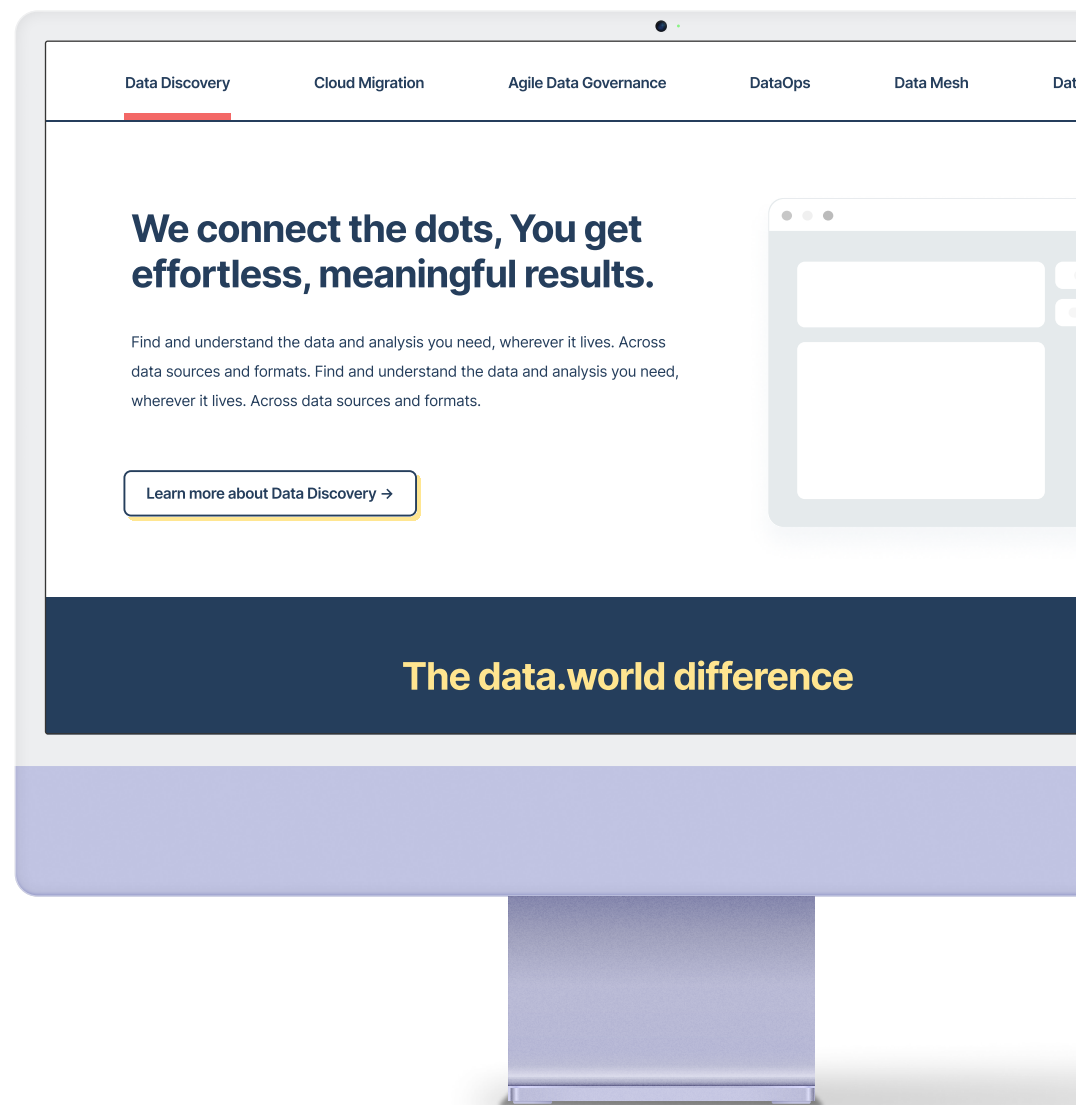 Data Discovery Cloud Migration Agile Data Governance DataOps Data Mesh
We connect the dots, You get
effortless, meaningful results.
Find and understand the data and analysis you need, wherever it lives. Across
data sources and formats. Find and understand the data and analysis you need,
wherever it lives. Across data sources and formats.
Learn more about Data Discovery →
The data.world difference